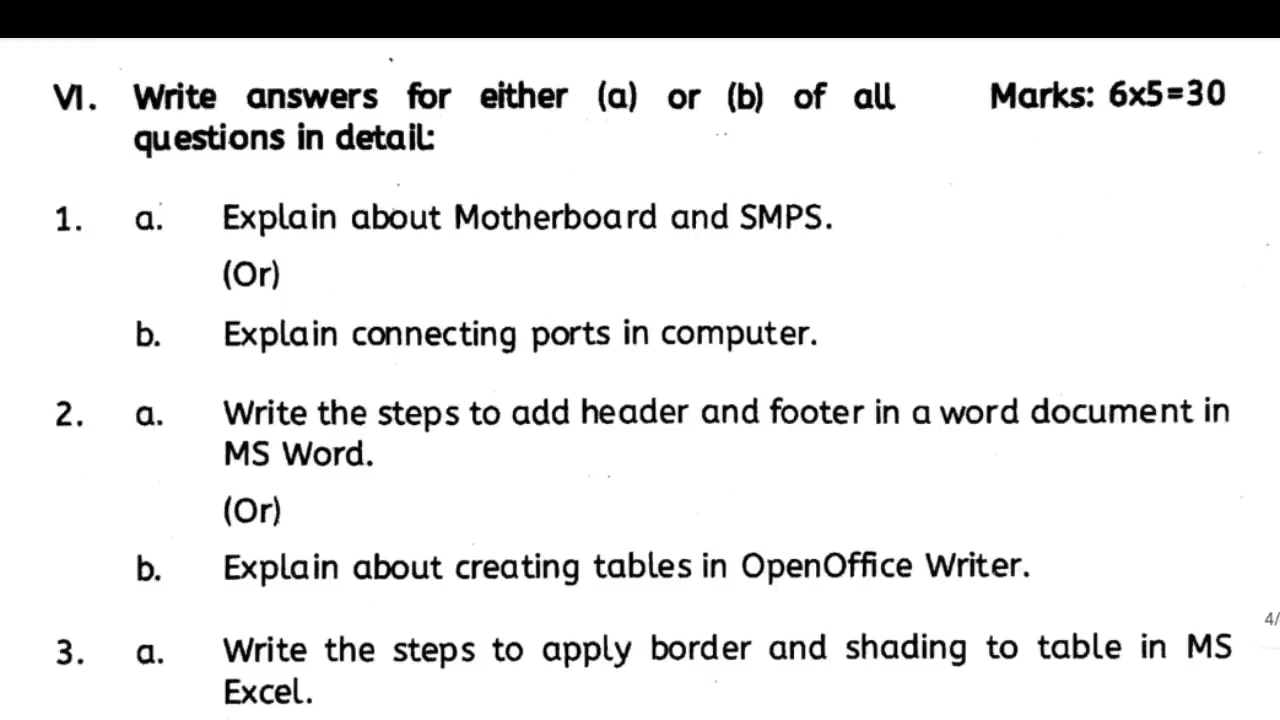 VI. Write answers for either (a) or (b) of all Marks: 6x5=30
questions in detail:
1. a. Explain about Motherboard and SMPS.
(Or)
b. Explain connecting ports in computer.
2. a. Write the steps to add header and footer in a word document in
MS Word.
(Or)
b. Explain about creating tables in OpenOffice Writer.
4/
3. a. Write the steps to apply border and shading to table in MS
Excel.